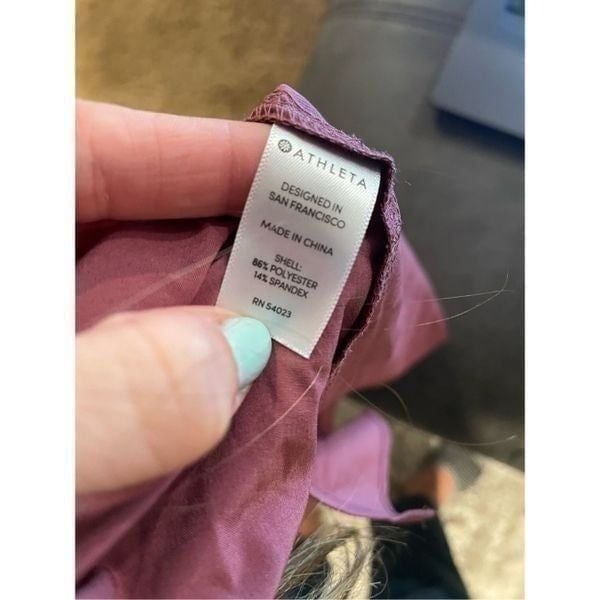 ATHLETA
DESIGNED IN
SAN FRANCISCO
MADE IN CHINA
SHELL:
86% POLYESTER
14% SPANDEX
RN 54023